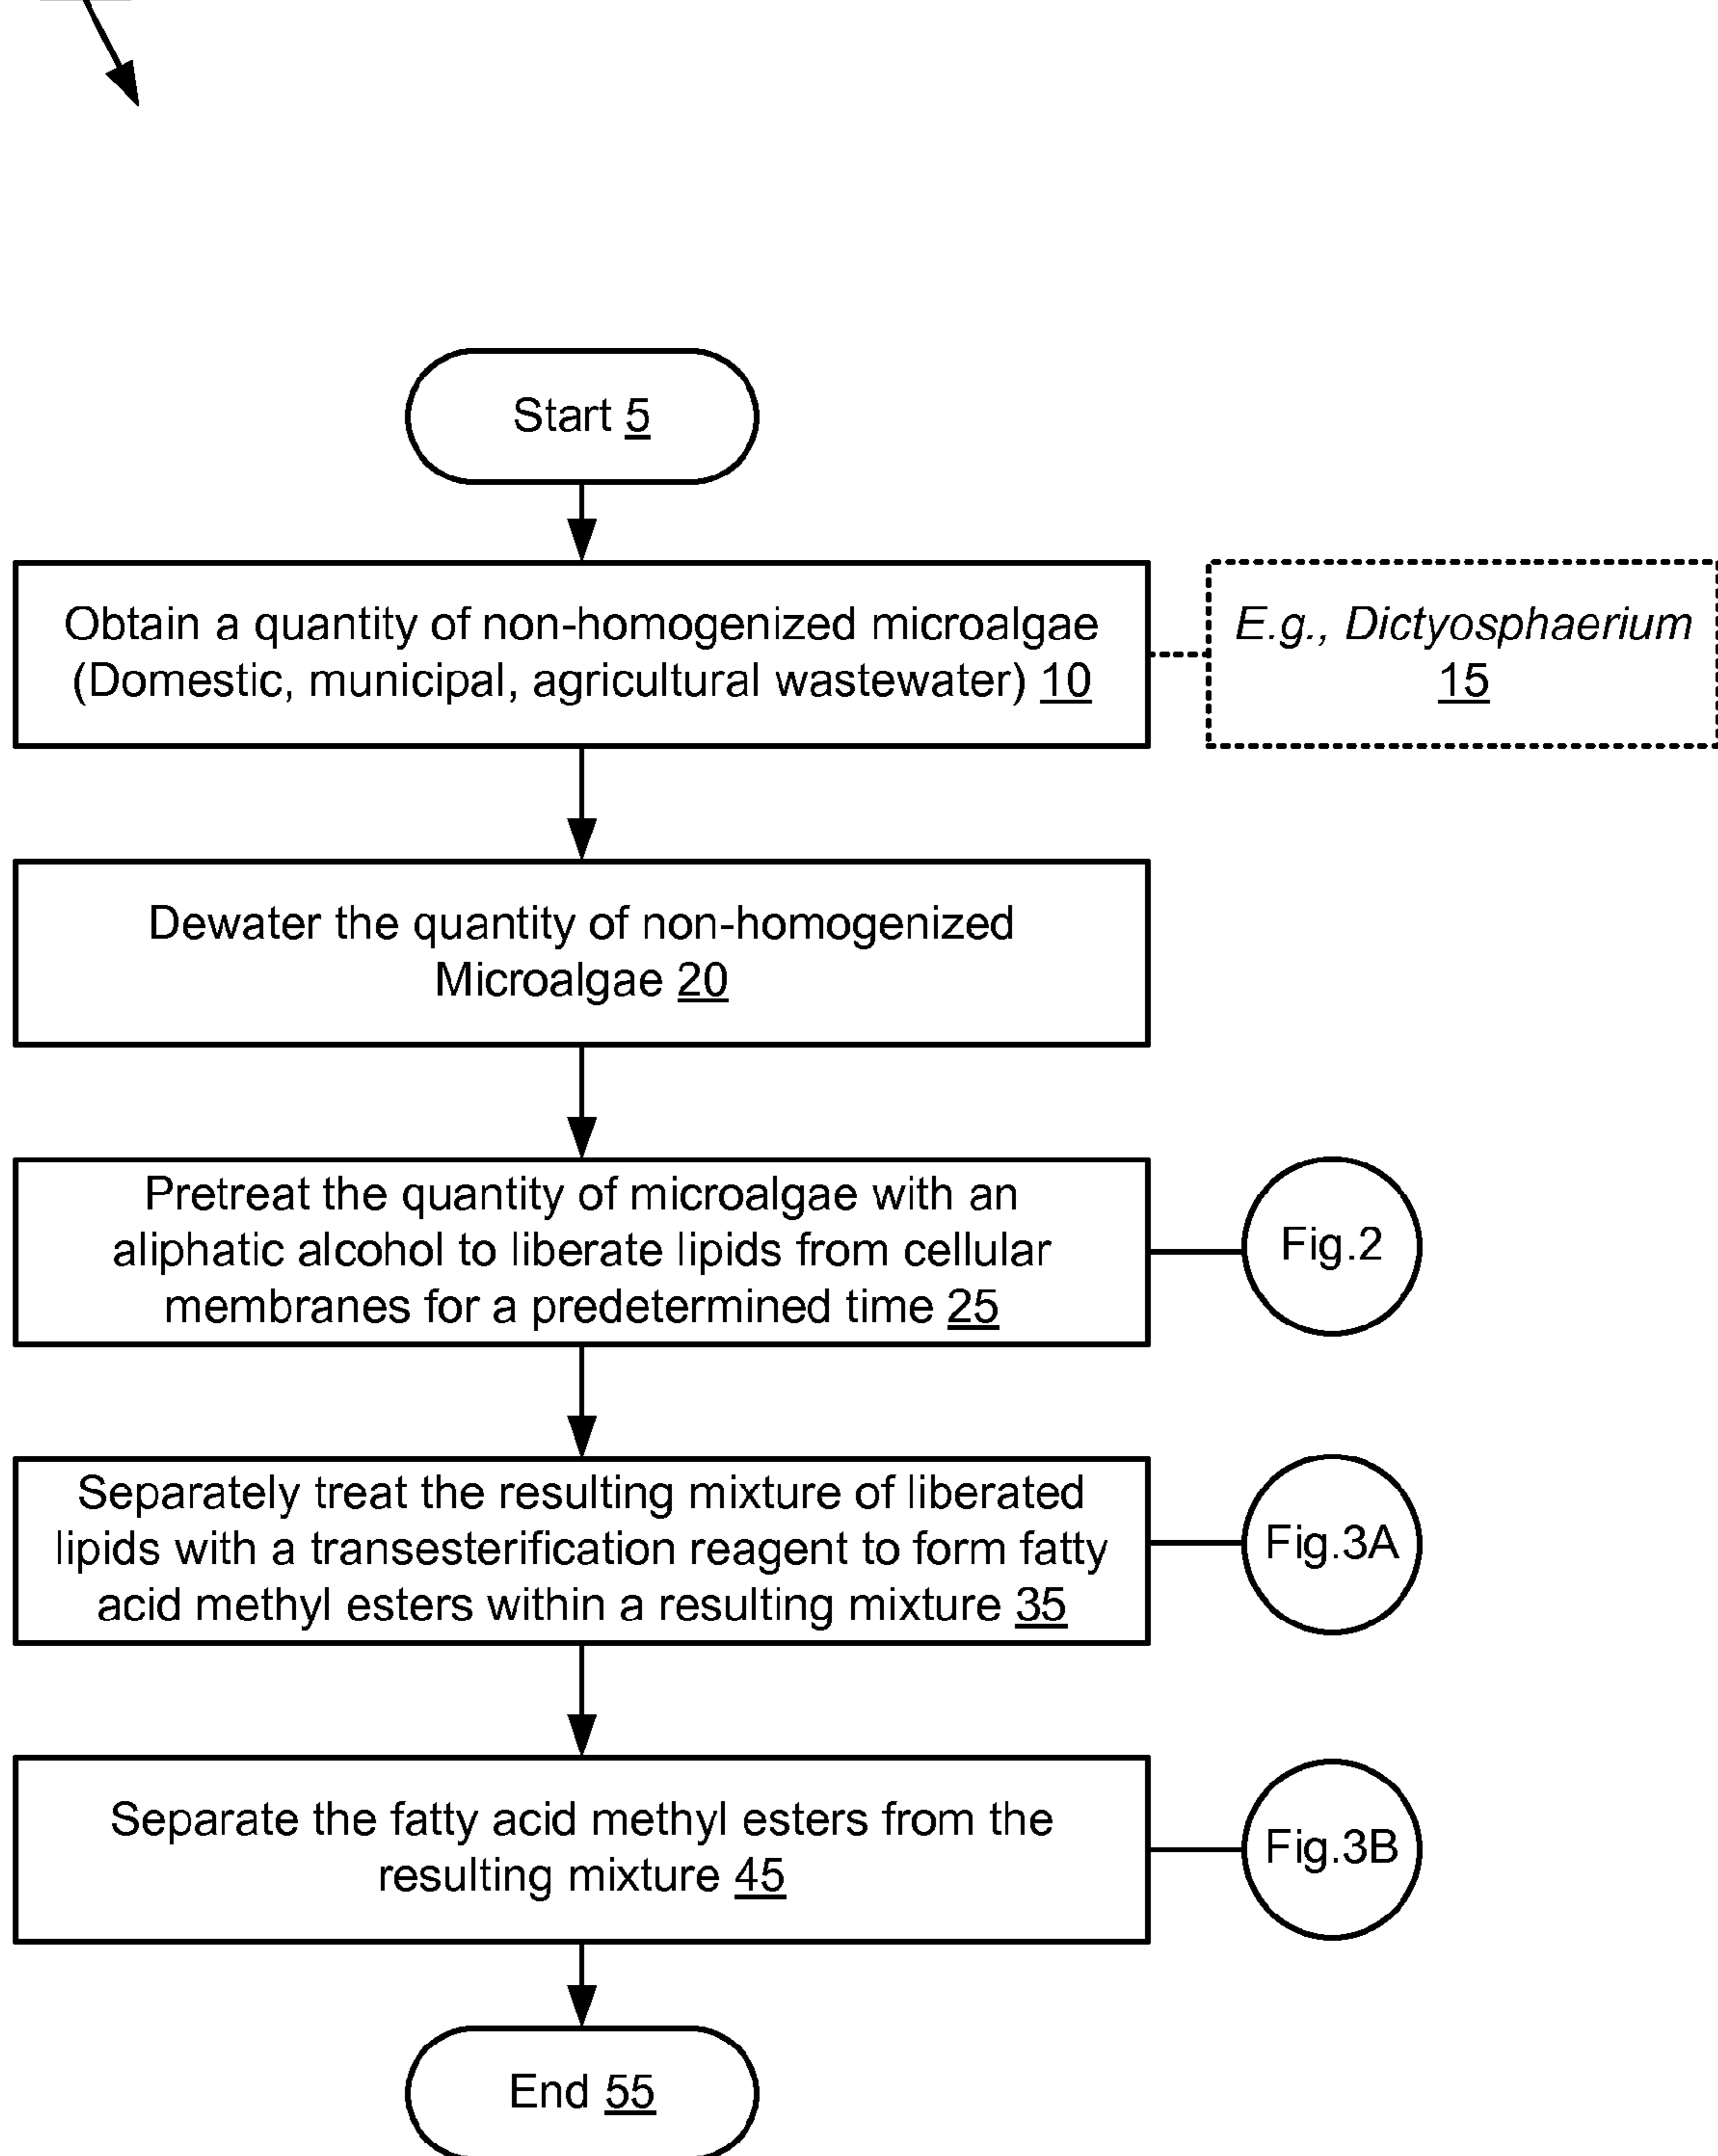 Start 5
Obtain a quantity of non-homogenized microalgae
(Domestic, municipal, agricultural wastewater) 10
E.g., Dictyosphaerium
15
Dewater the quantity of non-homogenized
Microalgae 20
Pretreat the quantity of microalgae with an
aliphatic alcohol to liberate lipids from cellular
membranes for a predetermined time 25
Fig.2
Separately treat the resulting mixture of liberated
lipids with a transesterification reagent to form fatty
acid methyl esters within a resulting mixture 35
Fig.3A
Separate the fatty acid methyl esters from the
resulting mixture 45
Fig.3B
End 55